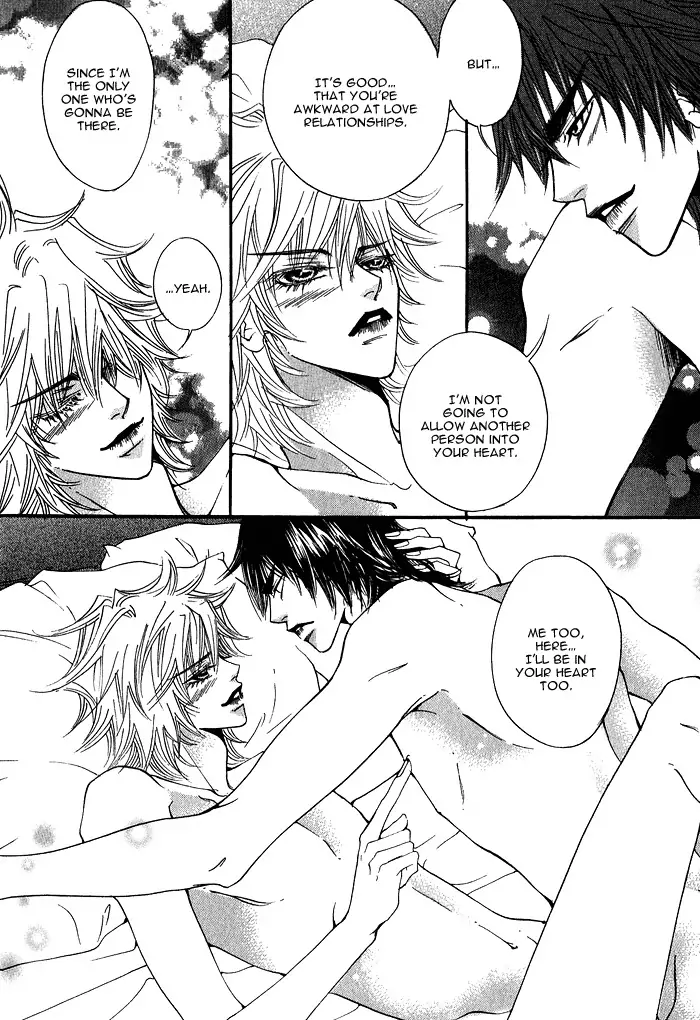 BUT...
IT'S GOOD...
THAT YOU'RE
AWKWARD AT LOVE
RELATIONSHIPS.
I'M NOT
GOING TO
ALLOW ANOTHER
PERSON INTO
YOUR HEART.
SINCE I'M
THE ONLY
ONE WHO'S
GONNA BE
THERE.
...YEAH.
ME TOO,
HERE...
I'LL BE IN
YOUR HEART
TOO.